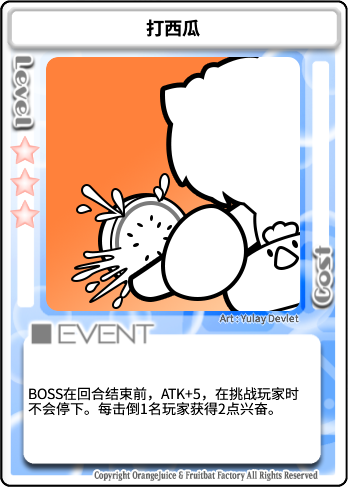 打西瓜
Level
Cost
Art : Yulay Devlet
EVENT
BOSS在回合结束前，ATK+5，在挑战玩家时
不会停下。每击倒1名玩家获得2点兴奋。
Copyright OrangeJuice & Fruitbat Factory All Rights Reserved